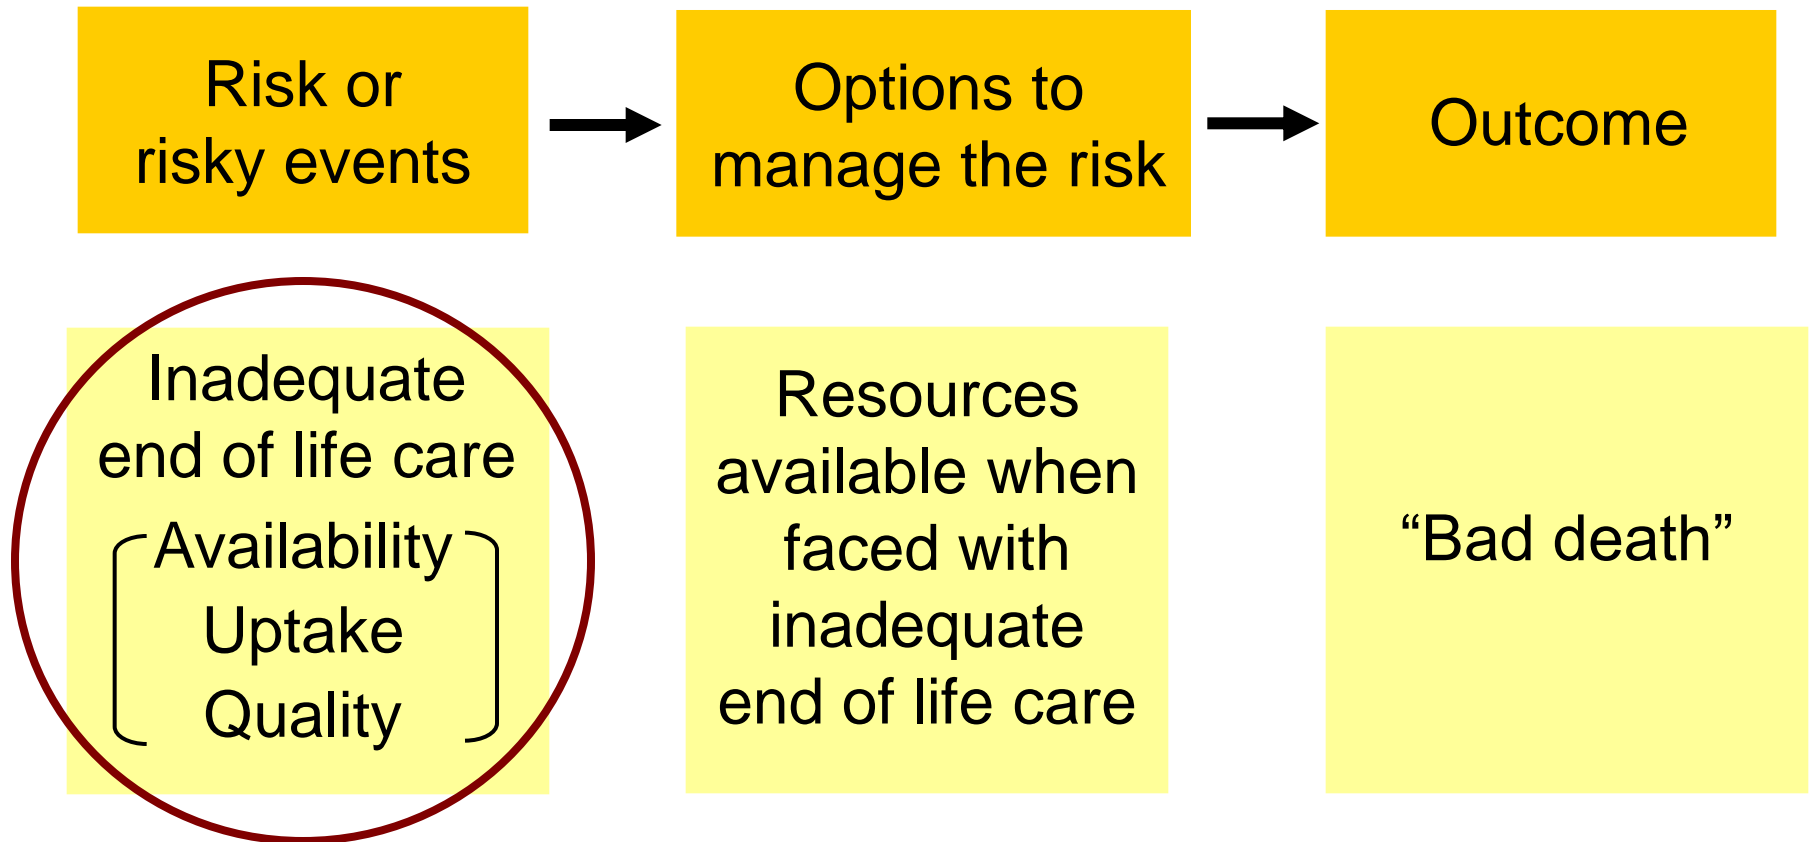 Risk or
risky events
Options to
manage the risk
Outcome
Inadequate
end of life care
Availability
Uptake
Quality
Resources
available when
faced with
inadequate
end of life care
“Bad death”